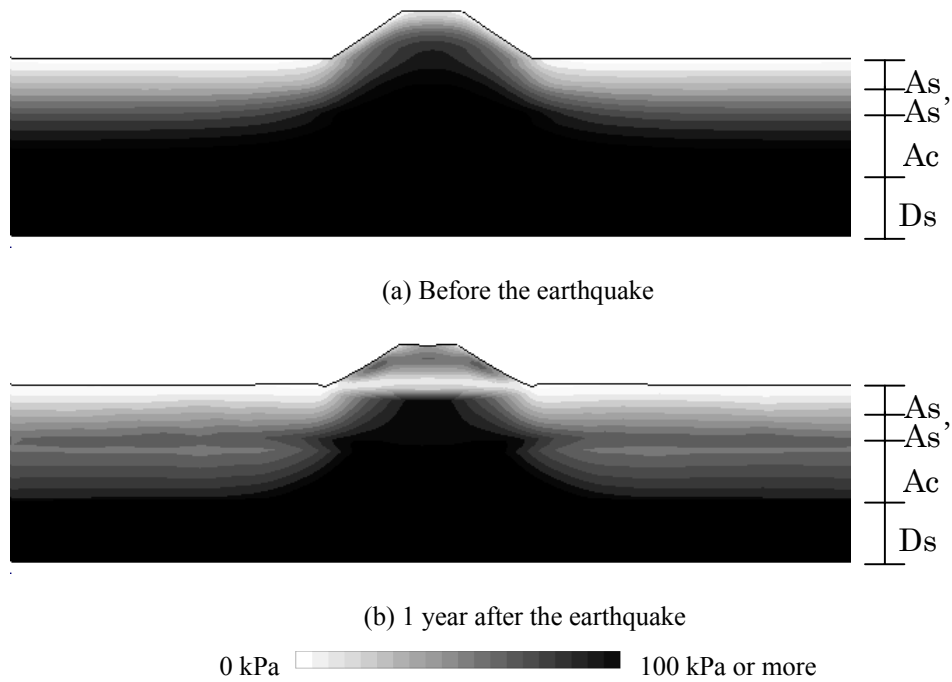 As,
As
Ac
Ds
(a) Before the earthquake
As,
As
Ac
Ds
(b) 1 year after the earthquake
0 kPa 100 kPa or more